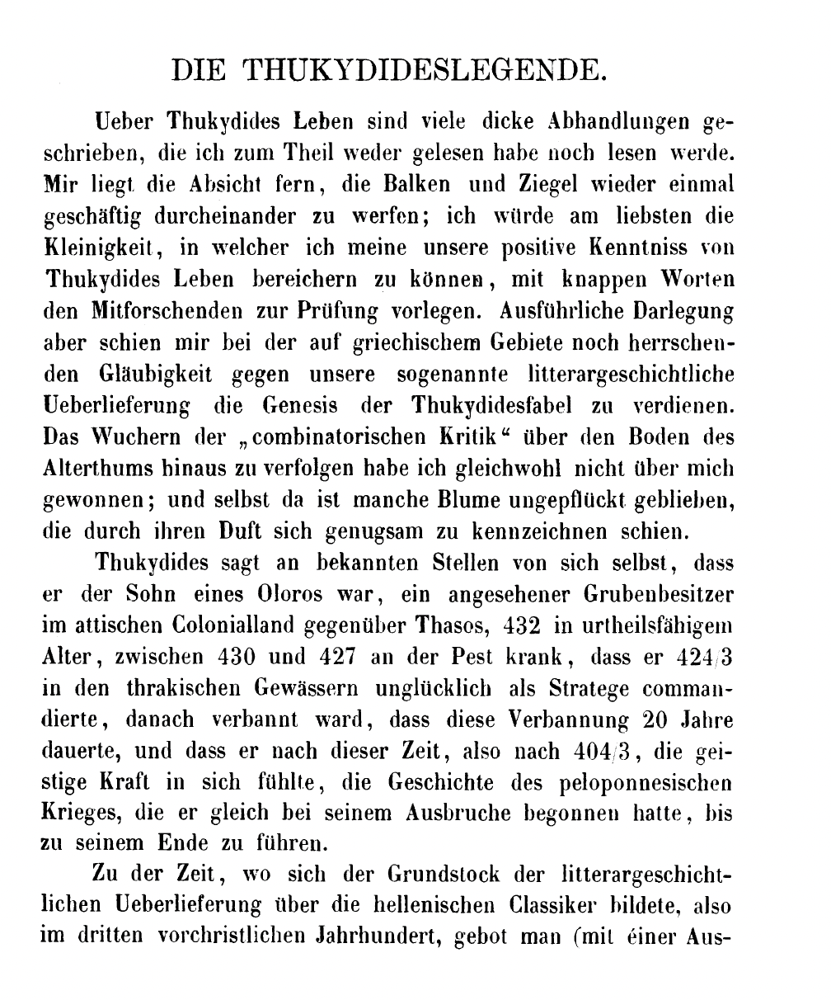 DIE THUKYDIDESLEGENDE.
Ueber Thukydides Leben sind viele dicke Abhandlungen ge-
schrieben, die ich zum Theil weder gelesen habe noch lesen werde.
Mir liegt die Absicht fern, die Balken und Ziegel wieder einmal
geschäftig durcheinander zu werfen; ich würde am liebsten die
Kleinigkeit, in welcher ich meine unsere positive Kenntniss von
Thukydides Leben bereichern zu können, mit knappen Worten
den Mitforschenden zur Prüfung vorlegen. Ausführliche Darlegung
aber schien mir bei der auf griechischem Gebiete noch herrschen-
den Gläubigkeit gegen unsere sogenannte litterargeschichtliche
Ueberlieferung die Genesis der Thukydidesfabel zu verdienen.
Das Wuchern der „combinatorischen Kritik“ über den Boden des
Alterthums hinaus zu verfolgen habe ich gleichwohl nicht über mich
gewonnen; und selbst da ist manche Blume ungepflückt geblieben,
die durch ihren Duft sich genugsam zu kennzeichnen schien.
Thukydides sagt an bekannten Stellen von sich selbst, dass
er der Sohn eines Oloros war, ein angesehener Grubenbesitzer
im attischen Colonialland gegenüber Thasos, 432 in urtheilsfähigem
Alter, zwischen 430 und 427 an der Pest krank, dass er 424/3
in den thrakischen Gewässern unglücklich als Stratege comman-
dierte, danach verbannt ward, dass diese Verbannung 20 Jahre
dauerte, und dass er nach dieser Zeit, also nach 404/3, die gei-
stige Kraft in sich fühlte, die Geschichte des peloponnesischen
Krieges, die er gleich bei seinem Ausbruche begonnen hatte, bis
zu seinem Ende zu führen.
Zu der Zeit, wo sich der Grundstock der litterargeschicht-
lichen Ueberlieferung über die hellenischen Classiker bildete, also
im dritten vorchristlichen Jahrhundert, gebot man (mit éiner Aus-